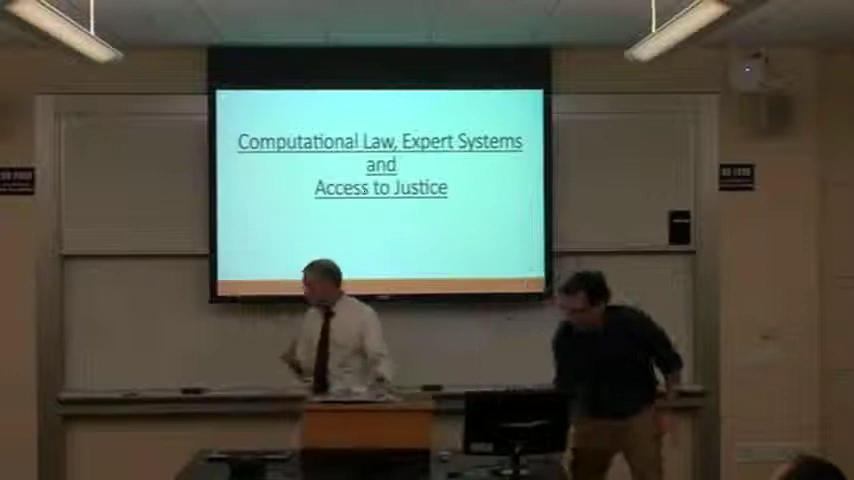 Computational Law, Expert Systems
and
Access to Justice